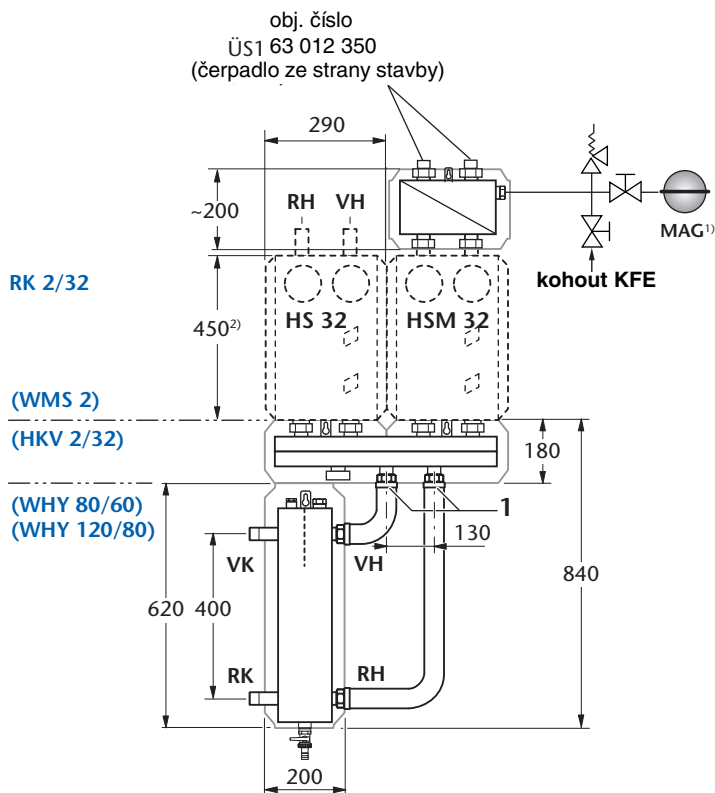 obj. číslo
ÜS1 63 012 350
(čerpadlo ze strany stavby)
290
~200
RH VH
MAG¹⁾
kohout KFE
RK 2/32
HS 32 HSM 32
450²⁾
(WMS 2)
(HKV 2/32)
180
(WHY 80/60)
(WHY 120/80)
1
130
VK VH
840
620 400
RK RH
200